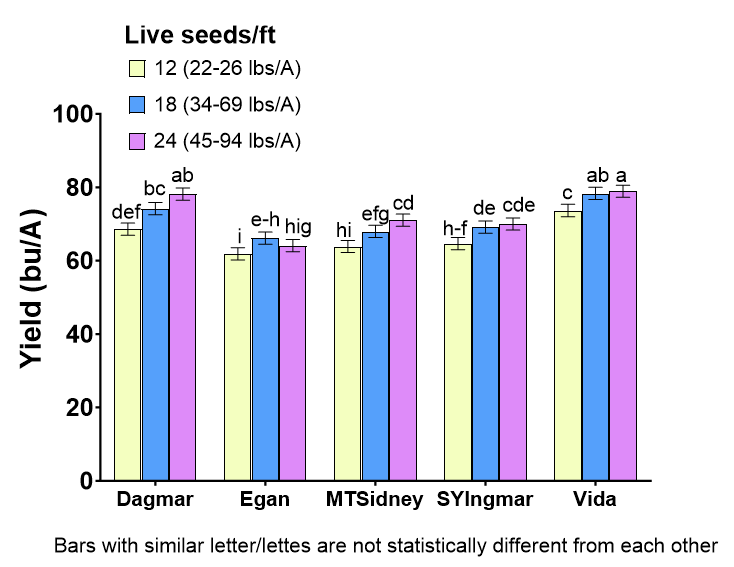 Live seeds/ft
12 (22-26 lbs/A)
18 (34-69 lbs/A)
24 (45-94 lbs/A)
Yield (bu/A)
100
80
60
40
20
0
def bc ab
i e-h hig
hi efg cd
h-f de cde
c ab a
Dagmar Egan MTSidney SYIngmar Vida
Bars with similar letter/lettes are not statistically different from each other